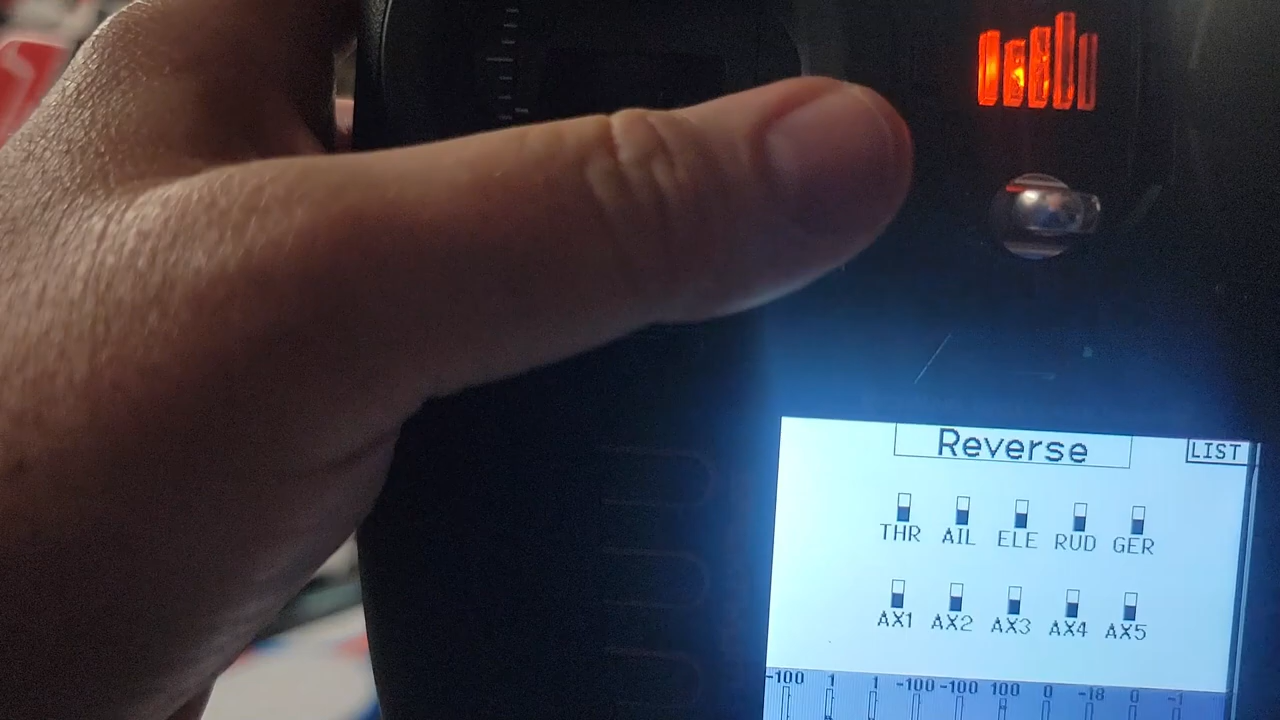 Reverse
LIST
THR AIL ELE RUD GER
AX1 AX2 AX3 AX4 AX5
-100 1 1 -100 -100 100 0 -18 0 -1